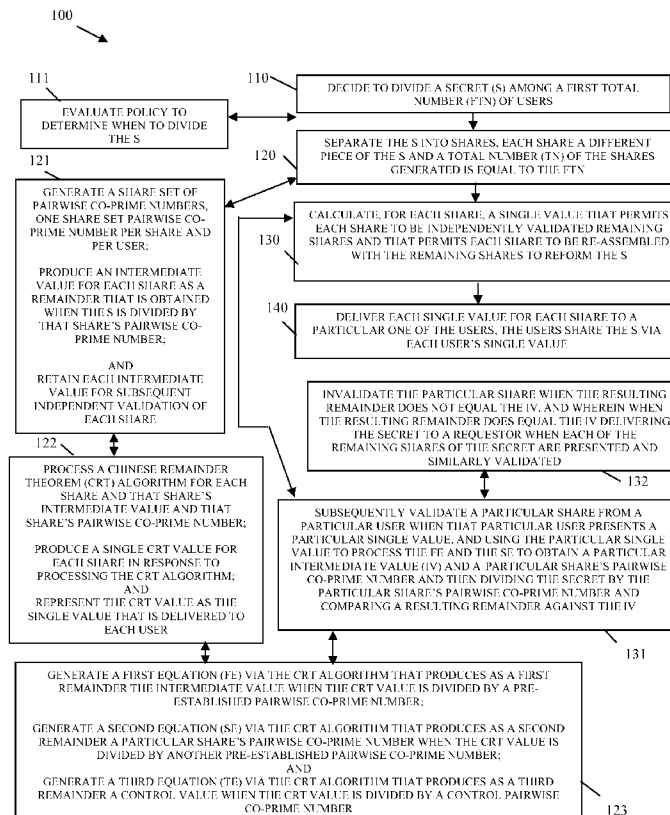 100
111
110
EVALUATE POLICY TO
DETERMINE WHEN TO DIVIDE
THE S
DECIDE TO DIVIDE A SECRET (S) AMONG A FIRST TOTAL
NUMBER (FTN) OF USERS
120
SEPARATE THE S INTO SHARES, EACH SHARE A DIFFERENT
PIECE OF THE S AND A TOTAL NUMBER (TN) OF THE SHARES
GENERATED IS EQUAL TO THE FTN
121
GENERATE A SHARE SET OF
PAIRWISE CO-PRIME NUMBERS,
ONE SHARE SET PAIRWISE CO-
PRIME NUMBER PER SHARE AND
PER USER;
PRODUCE AN INTERMEDIATE
VALUE FOR EACH SHARE AS A
REMAINDER THAT IS OBTAINED
WHEN THE S IS DIVIDED BY
THAT SHARE'S PAIRWISE CO-
PRIME NUMBER;
AND
RETAIN EACH INTERMEDIATE
VALUE FOR SUBSEQUENT
INDEPENDENT VALIDATION OF
EACH SHARE
CALCULATE, FOR EACH SHARE, A SINGLE VALUE THAT PERMITS
EACH SHARE TO BE INDEPENDENTLY VALIDATED REMAINING
SHARES AND THAT PERMITS EACH SHARE TO BE RE-ASSEMBLED
WITH THE REMAINING SHARES TO REFORM THE S
130
140
DELIVER EACH SINGLE VALUE FOR EACH SHARE TO A
PARTICULAR ONE OF THE USERS, THE USERS SHARE THE S VIA
EACH USER'S SINGLE VALUE
INVALIDATE THE PARTICULAR SHARE WHEN THE RESULTING
REMAINDER DOES NOT EQUAL THE IV, AND WHEREIN WHEN
THE RESULTING REMAINDER DOES EQUAL THE IV DELIVERING
THE SECRET TO A REQUESTOR WHEN EACH OF THE
REMAINING SHARES OF THE SECRET ARE PRESENTED AND
SIMILARLY VALIDATED
132
122
PROCESS A CHINESE REMAINDER
THEOREM (CRT) ALGORITHM FOR EACH
SHARE AND THAT SHARE'S
INTERMEDIATE VALUE AND THAT
SHARE'S PAIRWISE CO-PRIME NUMBER;
PRODUCE A SINGLE CRT VALUE FOR
EACH SHARE IN RESPONSE TO
PROCESSING THE CRT ALGORITHM;
AND
REPRESENT THE CRT VALUE AS THE
SINGLE VALUE THAT IS DELIVERED TO
EACH USER
SUBSEQUENTLY VALIDATE A PARTICULAR SHARE FROM A
PARTICULAR USER WHEN THAT PARTICULAR USER PRESENTS A
PARTICULAR SINGLE VALUE, AND USING THE PARTICULAR SINGLE
VALUE TO PROCESS THE FE AND THE SE TO OBTAIN A PARTICULAR
INTERMEDIATE VALUE (IV) AND A PARTICULAR SHARE'S PAIRWISE
CO-PRIME NUMBER AND THEN DIVIDING THE SECRET BY THE
PARTICULAR SHARE'S PAIRWISE CO-PRIME NUMBER AND
COMPARING A RESULTING REMAINDER AGAINST THE IV
131
GENERATE A FIRST EQUATION (FE) VIA THE CRT ALGORITHM THAT PRODUCES AS A FIRST
REMAINDER THE INTERMEDIATE VALUE WHEN THE CRT VALUE IS DIVIDED BY A PRE-
ESTABLISHED PAIRWISE CO-PRIME NUMBER;
GENERATE A SECOND EQUATION (SE) VIA THE CRT ALGORITHM THAT PRODUCES AS A SECOND
REMAINDER A PARTICULAR SHARE'S PAIRWISE CO-PRIME NUMBER WHEN THE CRT VALUE IS
DIVIDED BY ANOTHER PRE-ESTABLISHED PAIRWISE CO-PRIME NUMBER;
AND
GENERATE A THIRD EQUATION (TE) VIA THE CRT ALGORITHM THAT PRODUCES AS A THIRD
REMAINDER A CONTROL VALUE WHEN THE CRT VALUE IS DIVIDED BY A CONTROL PAIRWISE
CO-PRIME NUMBER
123